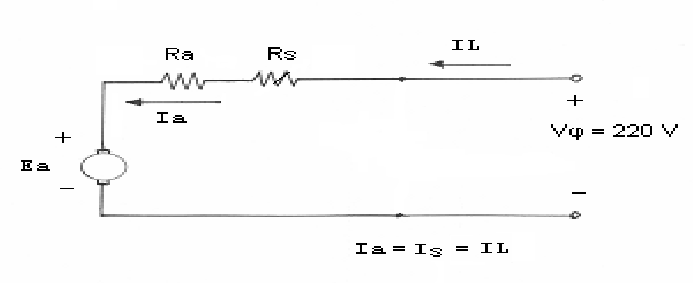 Ra Rs IL
Ia
+ +
Vφ = 220 V
Ea
− −
Ia = Is = IL